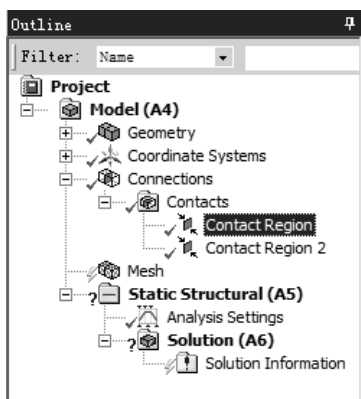 Outline
Filter: Name
Project
Model (A4)
Geometry
Coordinate Systems
Connections
Contacts
Contact Region
Contact Region 2
Mesh
Static Structural (A5)
Analysis Settings
Solution (A6)
Solution Information